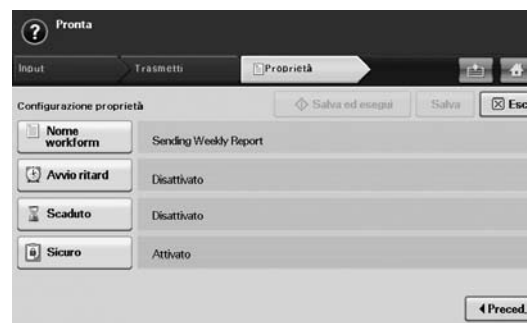 Pronta
Input Trasmetti Proprietà
Configurazione proprietà Salva ed esegui Salva Esc
Nome workform Sending Weekly Report
Avvio ritard Disattivato
Scaduto Disattivato
Sicuro Attivato
Preced.